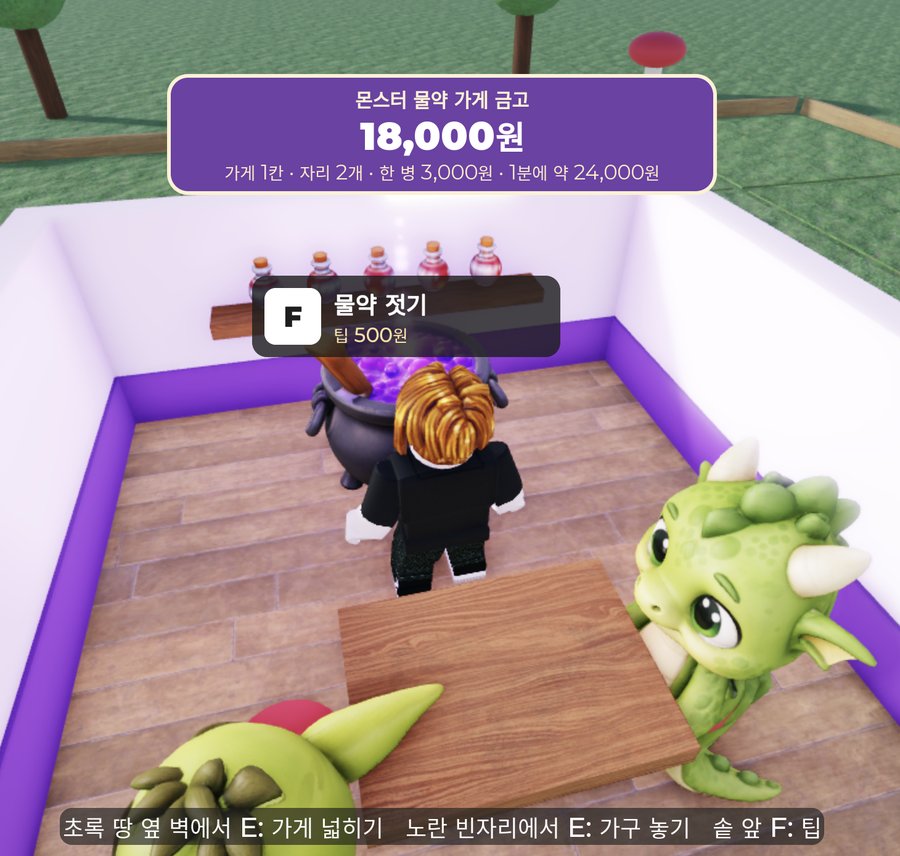 몬스터 물약 가게 금고
18,000원
가게 1칸 · 자리 2개 · 한 병 3,000원 · 1분에 약 24,000원
F
물약 젓기
팁 500원
초록 땅 옆 벽에서 E: 가게 넓히기 노란 빈자리에서 E: 가구 놓기 솥 앞 F: 팁